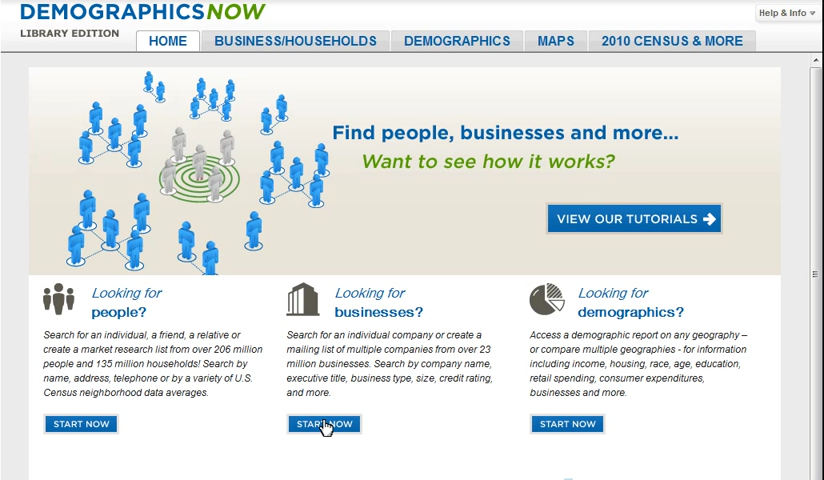 DEMOGRAPHICSNOW
LIBRARY EDITION
Help & Info
HOME
BUSINESS/HOUSEHOLDS
DEMOGRAPHICS
MAPS
2010 CENSUS & MORE
Find people, businesses and more...
Want to see how it works?
VIEW OUR TUTORIALS
Looking for
people?
Search for an individual, a friend, a relative or
create a market research list from over 206 million
people and 135 million households! Search by
name, address, telephone or by a variety of U.S.
Census neighborhood data averages.
START NOW
Looking for
businesses?
Search for an individual company or create a
mailing list of multiple companies from over 23
million businesses. Search by company name,
executive title, business type, size, credit rating,
and more.
START NOW
Looking for
demographics?
Access a demographic report on any geography –
or compare multiple geographies - for information
including income, housing, race, age, education,
retail spending, consumer expenditures,
businesses and more.
START NOW